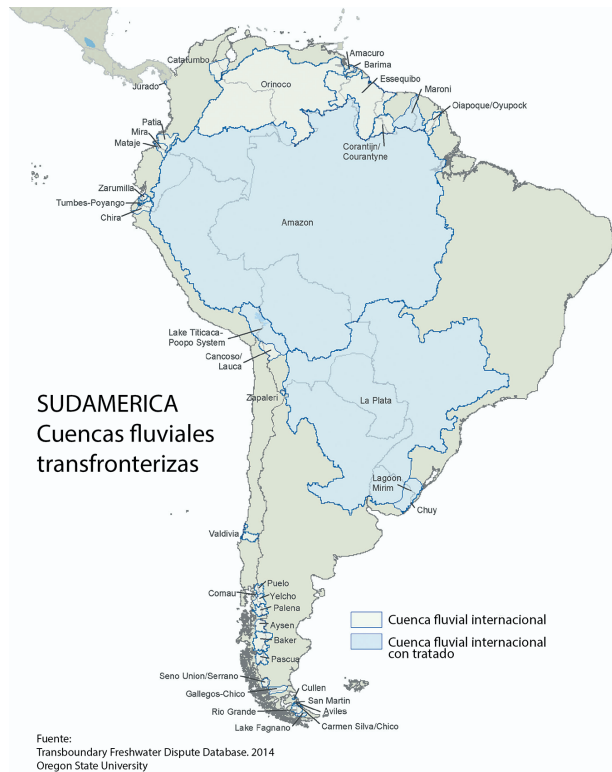 Catatumbo
Amacuro
Barima
Essequibo
Maroni
Oiapoque/Oyupock
Orinoco
Jurado
Patia
Mira
Mataje
Corantijn/
Courantyne
Zarumilla
Tumbes-Poyango
Chira
Amazon
Lake Titicaca-
Poopo System
Cancoso/
Lauca
Zapaleri
La Plata
SUDAMERICA
Cuencas fluviales
transfronterizas
Lagoon
Mirim
Chuy
Valdivia
Puelo
Comau
Yelcho
Palena
Aysen
Baker
Pascua
Cuenca fluvial internacional
Cuenca fluvial internacional
con tratado
Seno Union/Serrano
Gallegos-Chico
Cullen
San Martin
Aviles
Rio Grande
Carmen Silva/Chico
Lake Fagnano
Fuente:
Transboundary Freshwater Dispute Database. 2014
Oregon State University